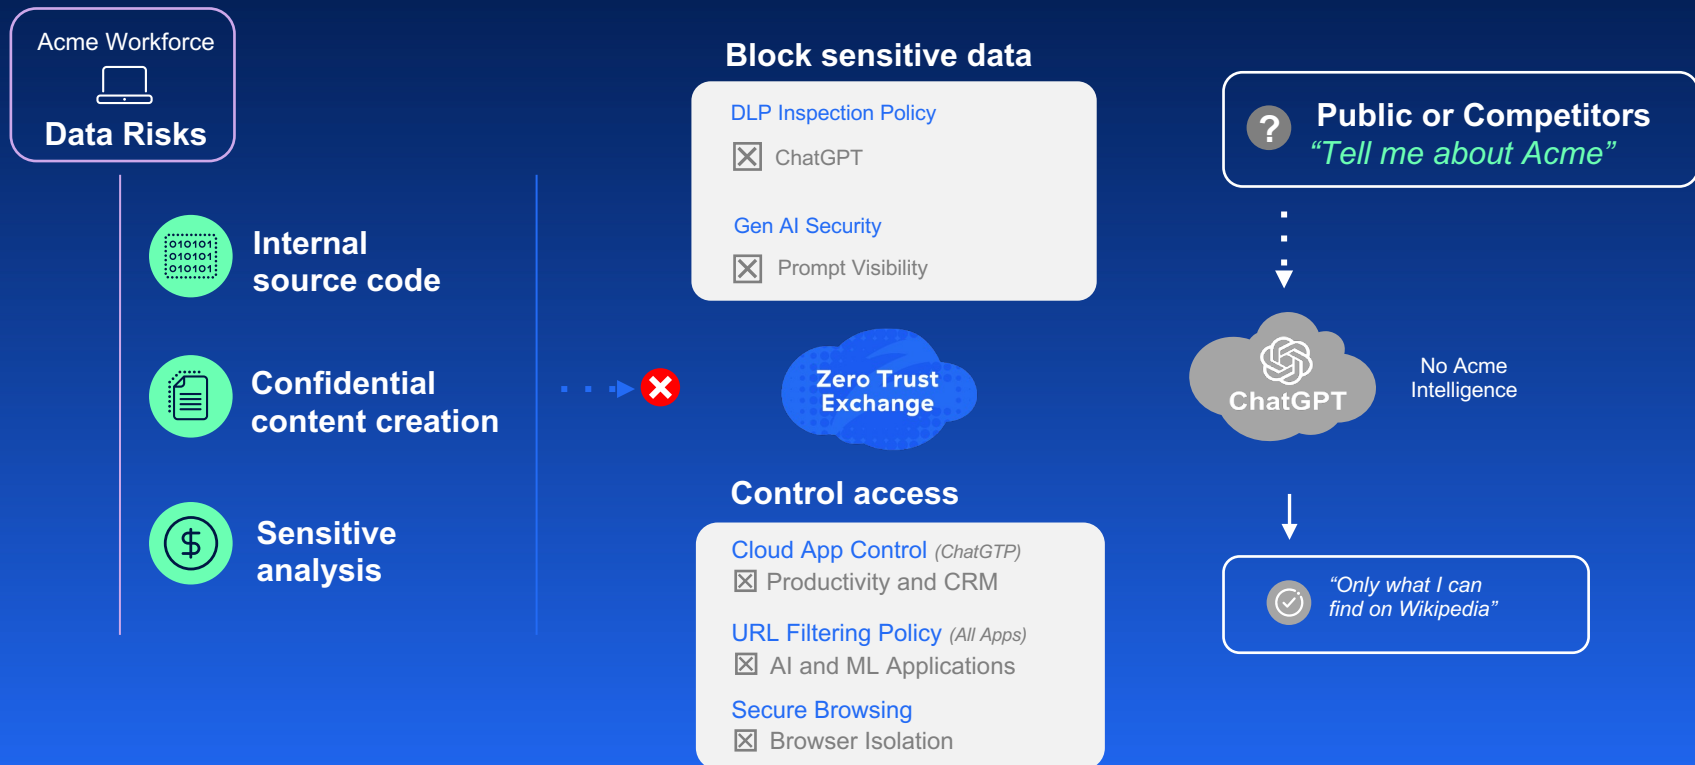 Acme Workforce
Data Risks
010101
010101
010101
Internal
source code
Confidential
content creation
$
Sensitive
analysis
Block sensitive data
DLP Inspection Policy
ChatGPT
Gen AI Security
Prompt Visibility
Zero Trust
Exchange
Control access
Cloud App Control (ChatGTP)
Productivity and CRM
URL Filtering Policy (All Apps)
AI and ML Applications
Secure Browsing
Browser Isolation
?
Public or Competitors
“Tell me about Acme”
ChatGPT
No Acme
Intelligence
“Only what I can
find on Wikipedia”